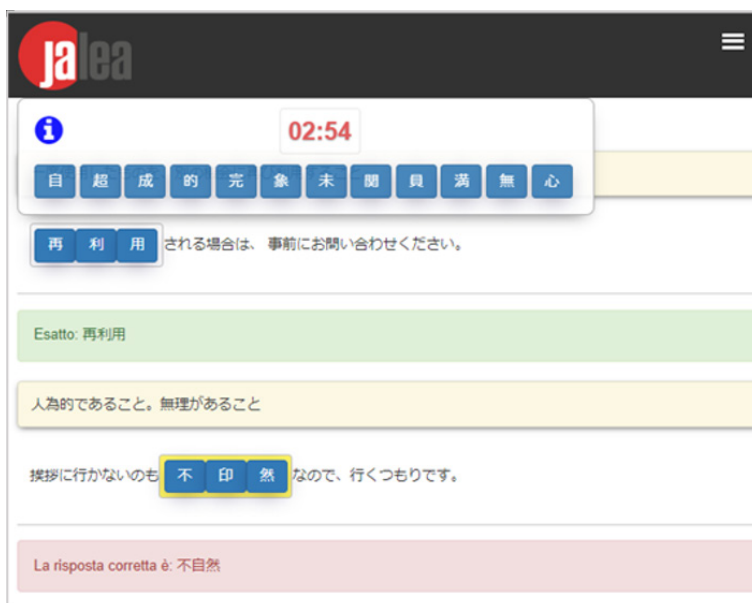 jalea
02:54
自 超 成 的 完 象 未 関 員 満 無 心
再 利 用 される場合は、 事前にお問い合わせください。
Esatto: 再利用
人為的であること。無理があること
挨拶に行かないのも 不 印 然 なので、行くつもりです。
La risposta corretta è: 不自然